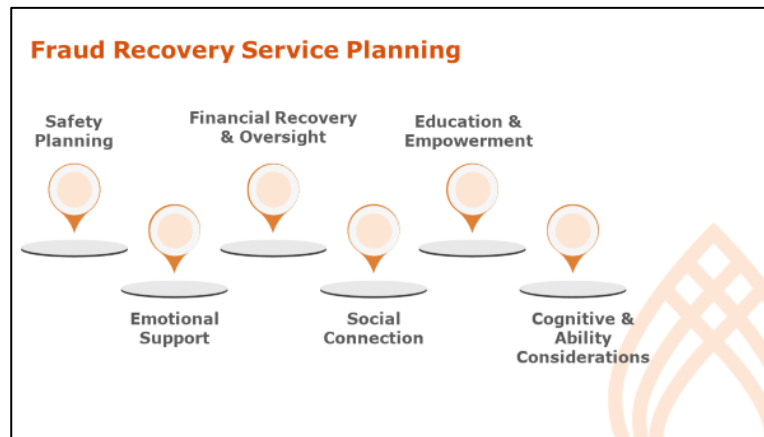 Fraud Recovery Service Planning
Safety
Planning
Emotional
Support
Financial Recovery
& Oversight
Social
Connection
Education &
Empowerment
Cognitive &
Ability
Considerations